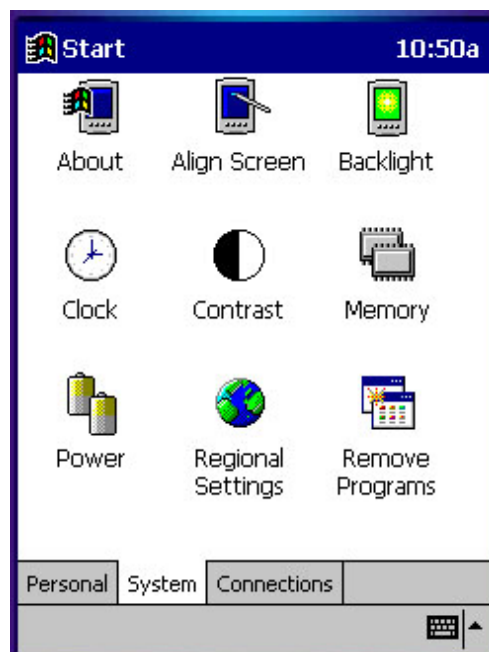 Start 10:50a
About Align Screen Backlight
Clock Contrast Memory
Power Regional Settings Remove Programs
Personal System Connections